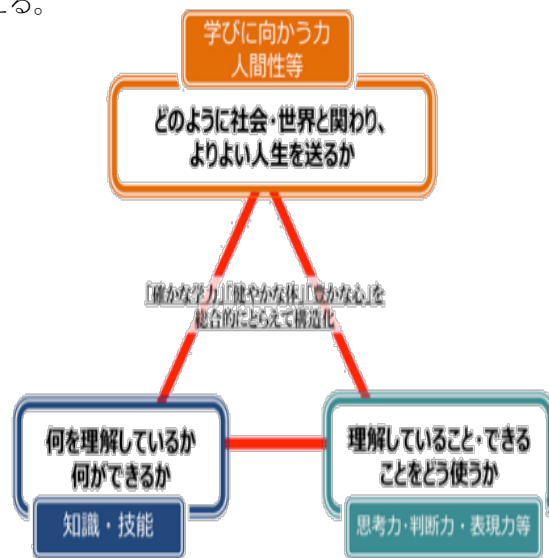 える。
学びに向かう力
人間性等
どのように社会・世界と関わり、
よりよい人生を送るか
「確かな学力」「健やかな体」「豊かな心」を
総合的にとらえて構造化
何を理解しているか
何ができるか
知識・技能
理解していること・できる
ことをどう使うか
思考力・判断力・表現力等